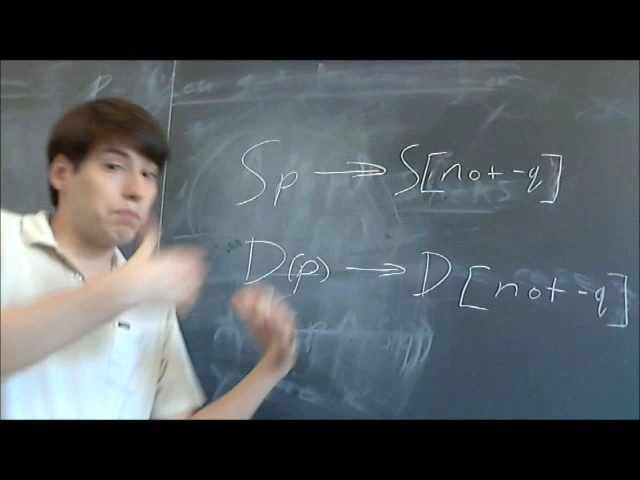 Sp → S[not-q]
D(p) → D[not-q]